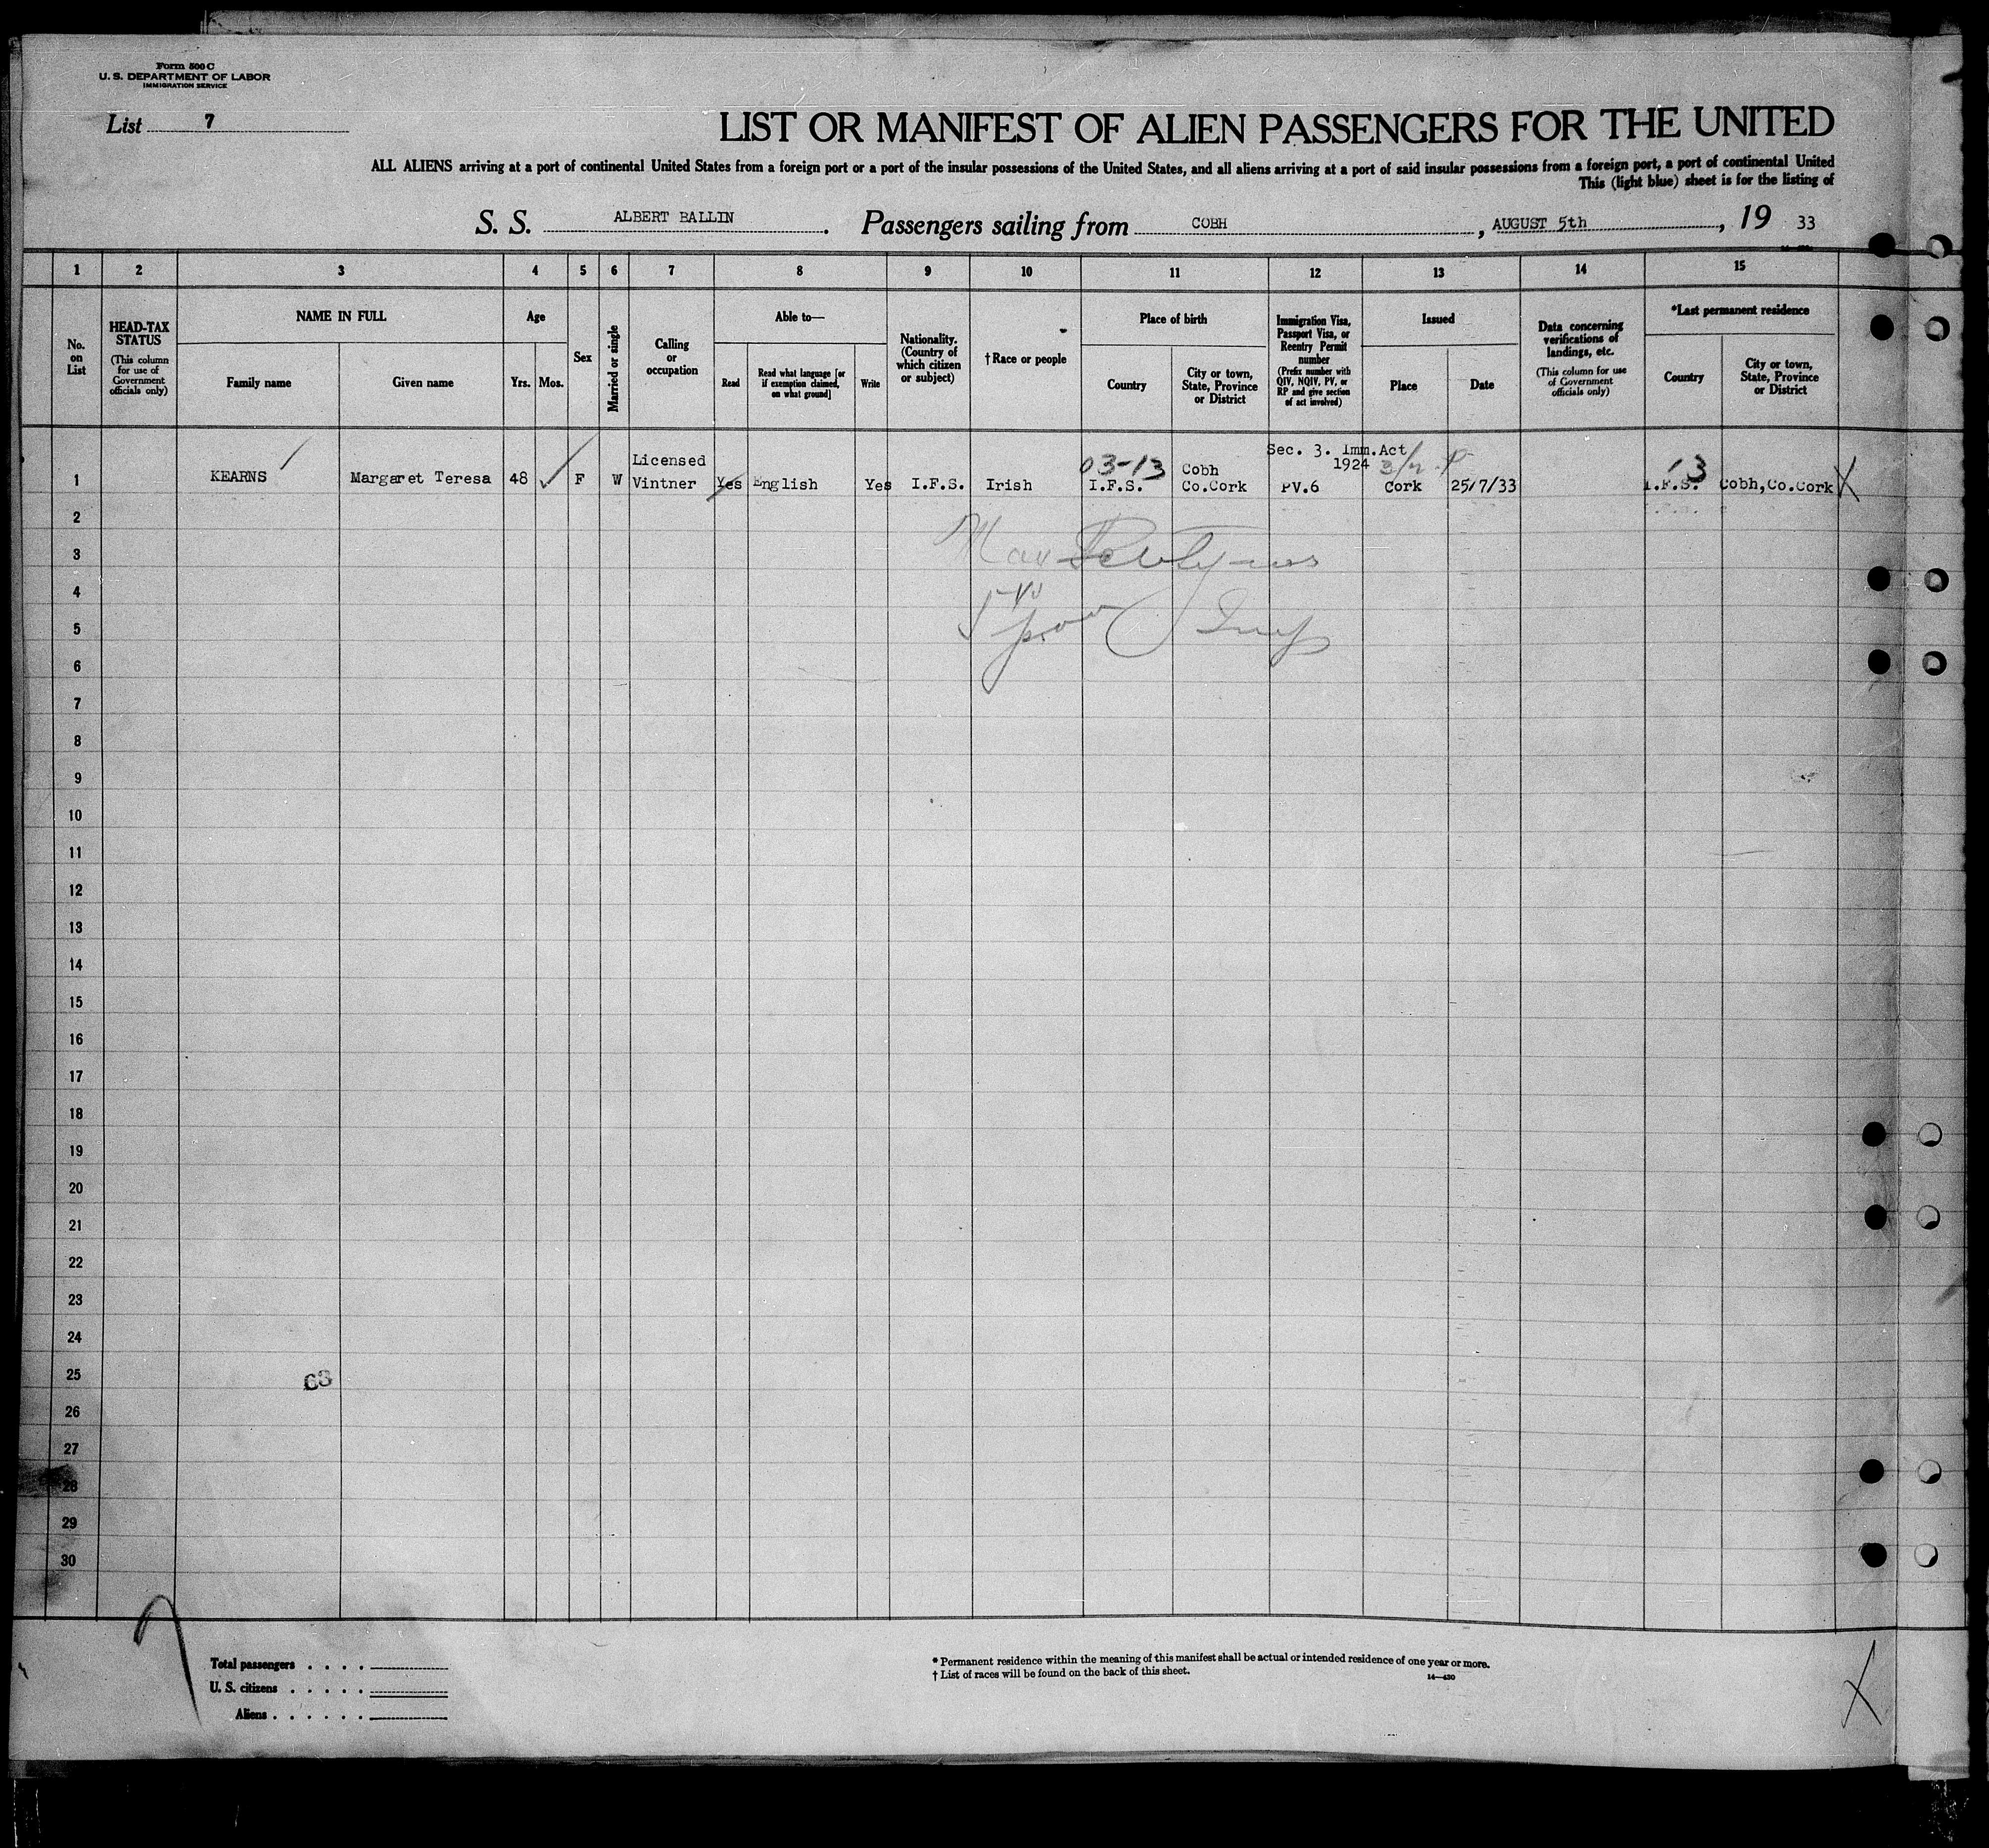 Form 500 C
U. S. DEPARTMENT OF LABOR
IMMIGRATION SERVICE
List 7
LIST OR MANIFEST OF ALIEN PASSENGERS FOR THE UNITED
ALL ALIENS arriving at a port of continental United States from a foreign port or a port of the insular possessions of the United States, and all aliens arriving at a port of said insular possessions from a foreign port, a port of continental United
This (light blue) sheet is for the listing of
S. S. ALBERT BALLIN. Passengers sailing from COBH, AUGUST 5th, 19 33
1 2 3 4 5 6 7 8 9 10 11 12 13 14 15
No. on List
HEAD-TAX STATUS
(This column for use of Government officials only)
NAME IN FULL
Family name
Given name
Age
Yrs. Mos.
Sex
Married or single
Calling or occupation
Able to—
Read
Read what language [or if exemption claimed, on what ground]
Write
Nationality. (Country of which citizen or subject)
† Race or people
Place of birth
Country
City or town, State, Province or District
Immigration Visa, Passport Visa, or Reentry Permit number
(Prefix number with QIV, NQIV, PV, or RP and give section of act involved)
Issued
Place
Date
Data concerning verifications of landings, etc.
(This column for use of Government officials only)
*Last permanent residence
Country
City or town, State, Province or District
Sec. 3. Imm.Act
Licensed 03-13 Cobh 1924 13
1 KEARNS Margaret Teresa 48 F W Vintner Yes English Yes I.F.S. Irish I.F.S. Co.Cork PV.6 Cork 25/7/33 I.F.S. Cobh,Co.Cork X
2
3
4
5
6
7
8
9
10
11
12
13
14
15
16
17
18
19
20
21
22
23
24
25 63
26
27
28
29
30
Total passengers . . . .
U. S. citizens . . . . .
Aliens . . . . . .
* Permanent residence within the meaning of this manifest shall be actual or intended residence of one year or more.
† List of races will be found on the back of this sheet.
14—430
X